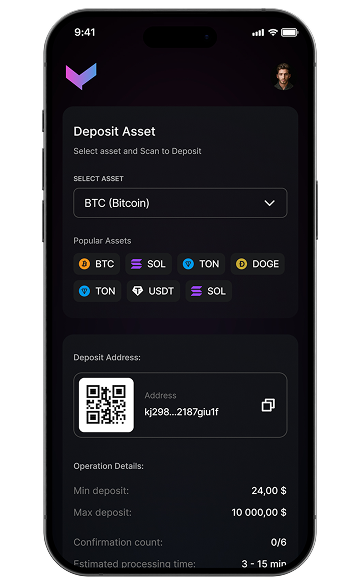 9:41
Deposit Asset
Select asset and Scan to Deposit
SELECT ASSET
BTC (Bitcoin)
Popular Assets
BTC SOL TON DOGE
TON USDT SOL
Deposit Address:
Address
kj298...2187giu1f
Operation Details:
Min deposit: 24,00 $
Max deposit: 10 000,00 $
Confirmation count: 0/6
Estimated processing time: 3 - 15 min